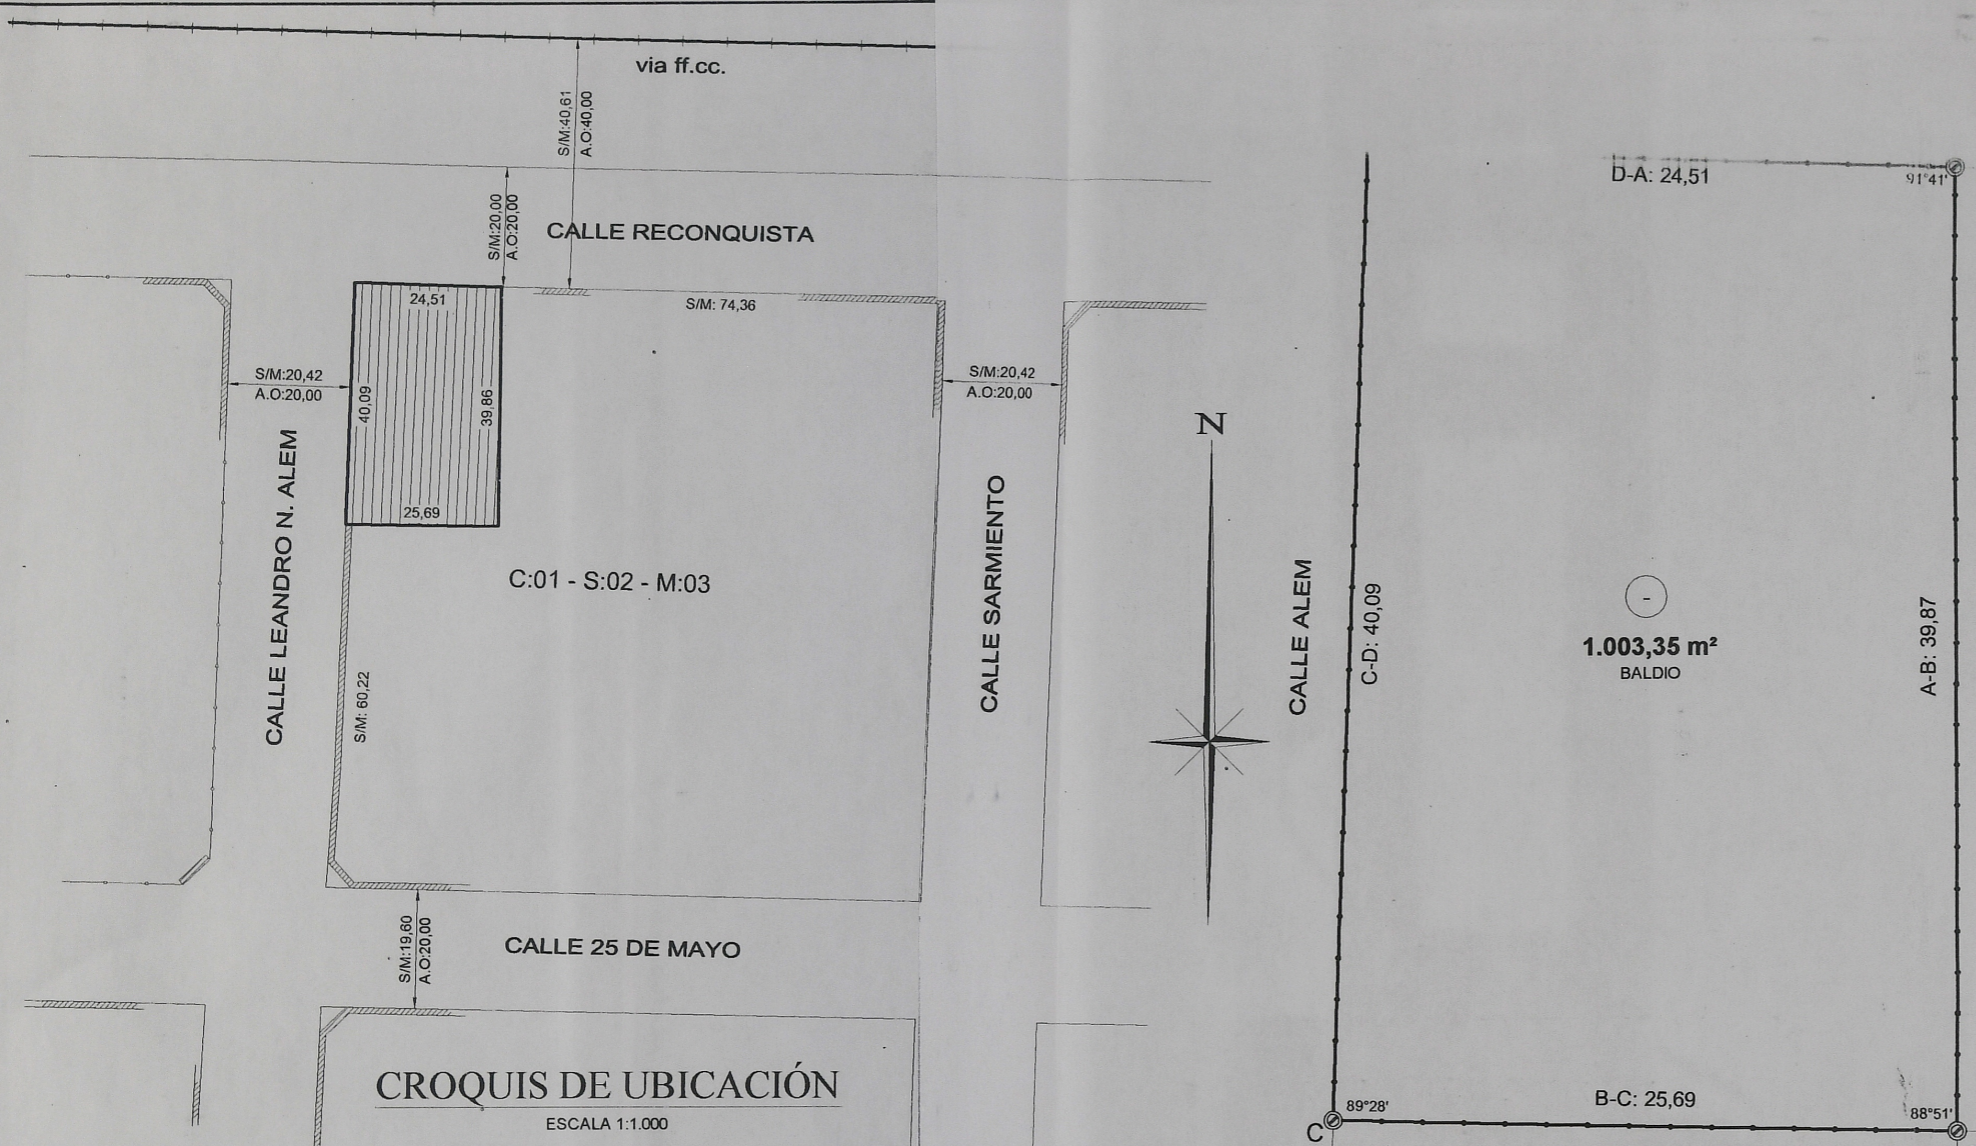 via ff.cc.
S/M:40,61
A.O:40,00
S/M:20,00
A.O:20,00
CALLE RECONQUISTA
24,51
S/M: 74,36
S/M:20,42
A.O:20,00
40,09
39,86
25,69
S/M:20,42
A.O:20,00
CALLE LEANDRO N. ALEM
C:01 - S:02 - M:03
CALLE SARMIENTO
S/M: 60,22
S/M:19,60
A.O:20,00
CALLE 25 DE MAYO
CROQUIS DE UBICACIÓN
ESCALA 1:1.000
N
CALLE ALEM
D-A: 24,51
91°41'
C-D: 40,09
-
1.003,35 m²
BALDIO
A-B: 39,87
B-C: 25,69
89°28'
88°51'
C